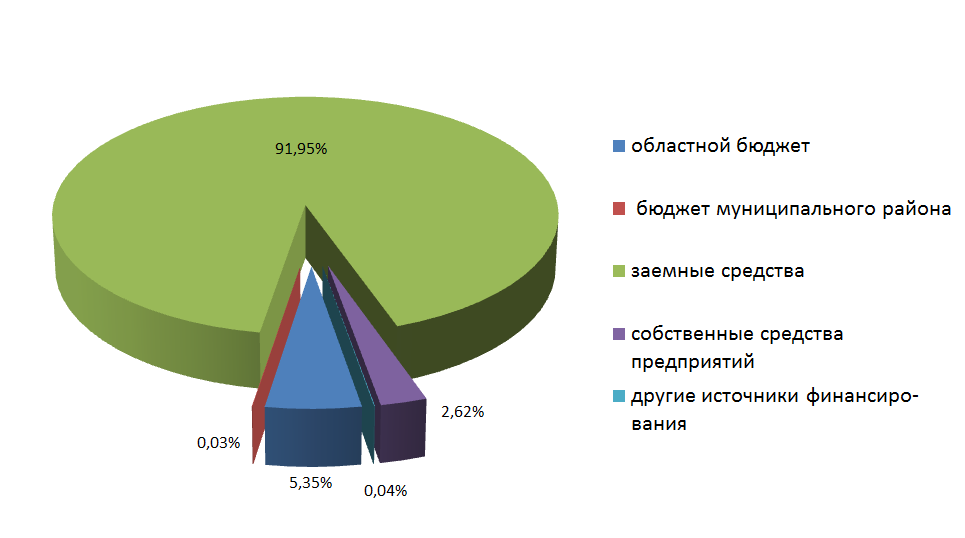 91,95%
0,03%
5,35%
0,04%
2,62%
областной бюджет
бюджет муниципального района
заемные средства
собственные средства
предприятий
другие источники финансиро-
вания